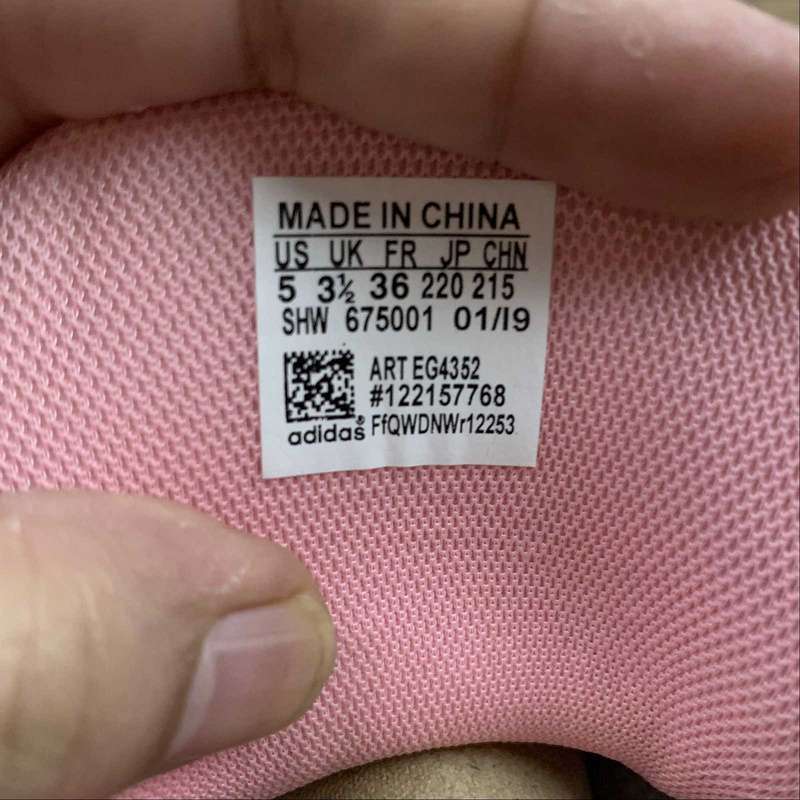 MADE IN CHINA
US UK FR JP CHN
5 3½ 36 220 215
SHW 675001 01/19
ART EG4352
#122157768
adidas® FfQWDNWr12253